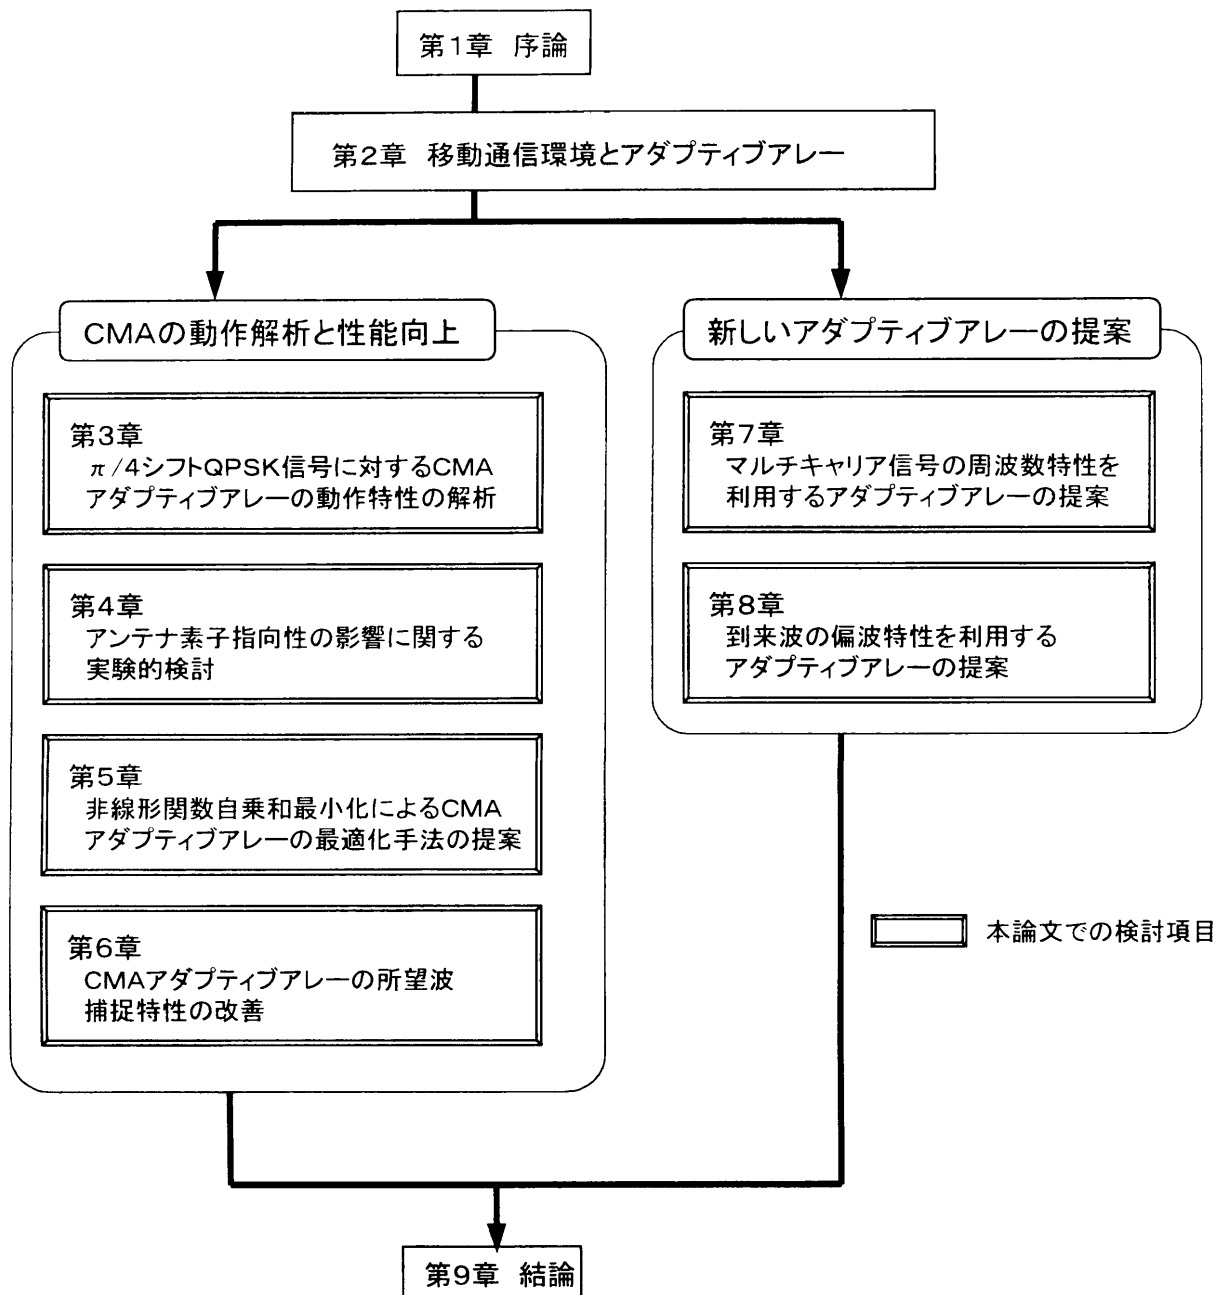 第1章 序論
第2章 移動通信環境とアダプティブアレー
CMAの動作解析と性能向上
第3章
π/4シフトQPSK信号に対するCMA
アダプティブアレーの動作特性の解析
第4章
アンテナ素子指向性の影響に関する
実験的検討
第5章
非線形関数自乗和最小化によるCMA
アダプティブアレーの最適化手法の提案
第6章
CMAアダプティブアレーの所望波
捕捉特性の改善
新しいアダプティブアレーの提案
第7章
マルチキャリア信号の周波数特性を
利用するアダプティブアレーの提案
第8章
到来波の偏波特性を利用する
アダプティブアレーの提案
本論文での検討項目
第9章 結論